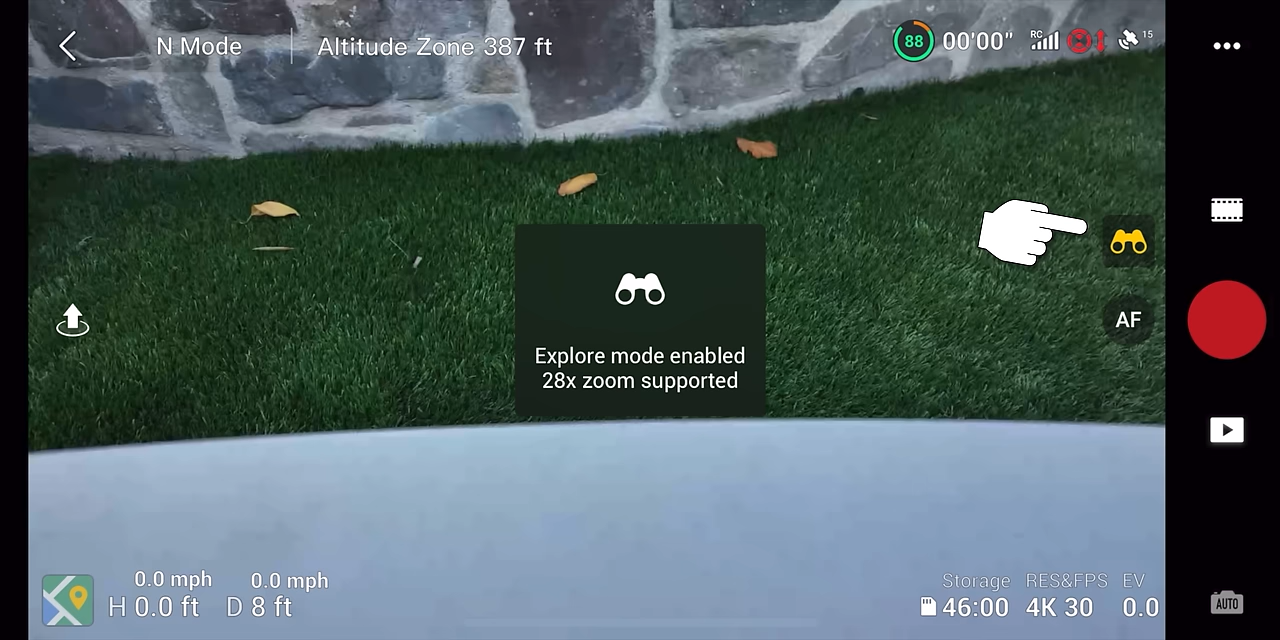 N Mode
Altitude Zone 387 ft
88
00'00"
RC
15
AF
Explore mode enabled
28x zoom supported
0.0 mph 0.0 mph
H 0.0 ft D 8 ft
Storage RES&FPS EV
46:00 4K 30 0.0
AUTO